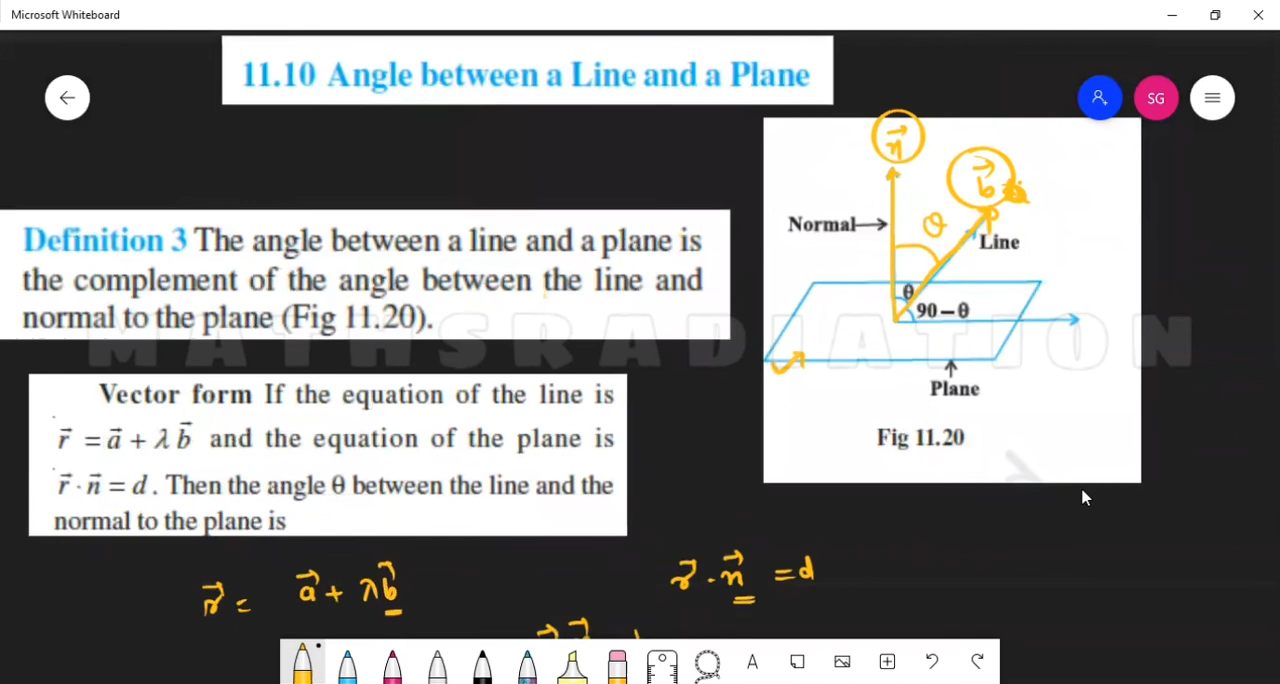 Microsoft Whiteboard
11.10 Angle between a Line and a Plane
SG
Definition 3 The angle between a line and a plane is
the complement of the angle between the line and
normal to the plane (Fig 11.20).
Vector form If the equation of the line is
r⃗ = a⃗ + λ b⃗ and the equation of the plane is
r⃗ · n⃗ = d. Then the angle θ between the line and the
normal to the plane is
n⃗
b⃗
Normal
θ
Line
θ
90 – θ
Plane
Fig 11.20
MATHSRADIATION
r⃗ = a⃗ + λb⃗
r⃗ · n⃗ = d
A